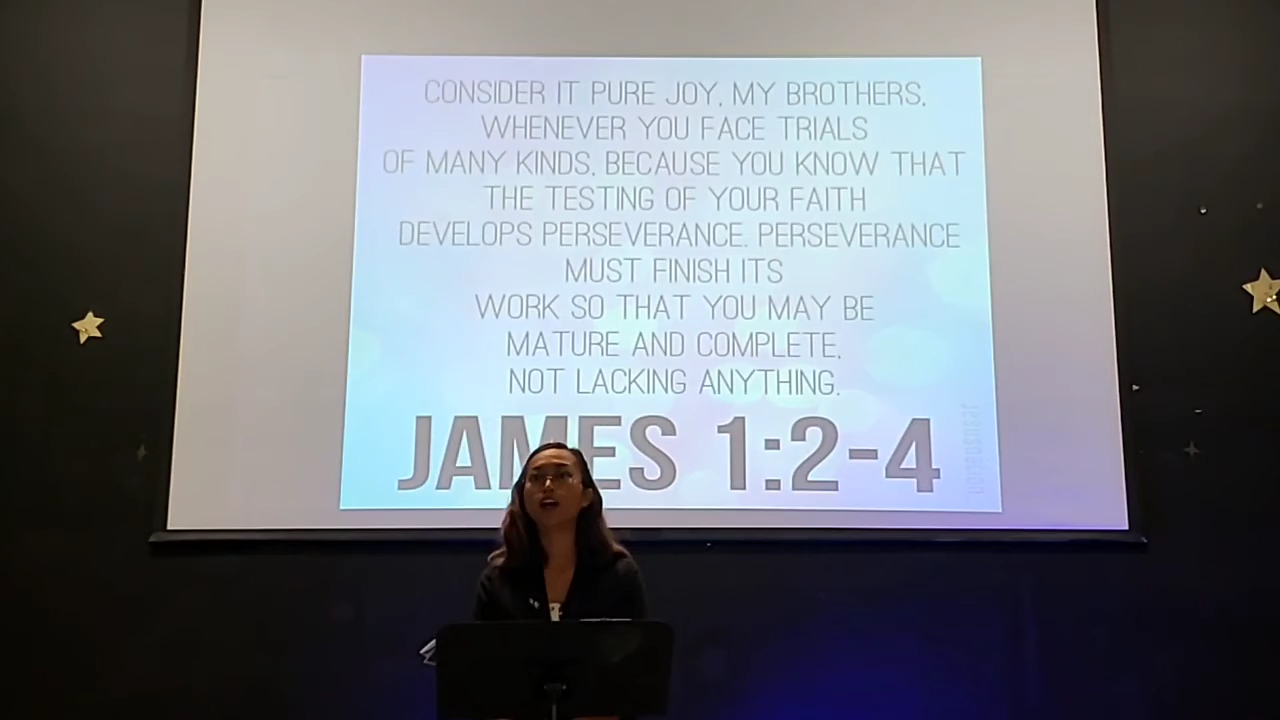 CONSIDER IT PURE JOY, MY BROTHERS,
WHENEVER YOU FACE TRIALS
OF MANY KINDS, BECAUSE YOU KNOW THAT
THE TESTING OF YOUR FAITH
DEVELOPS PERSEVERANCE. PERSEVERANCE
MUST FINISH ITS
WORK SO THAT YOU MAY BE
MATURE AND COMPLETE,
NOT LACKING ANYTHING.
JAMES 1:2-4